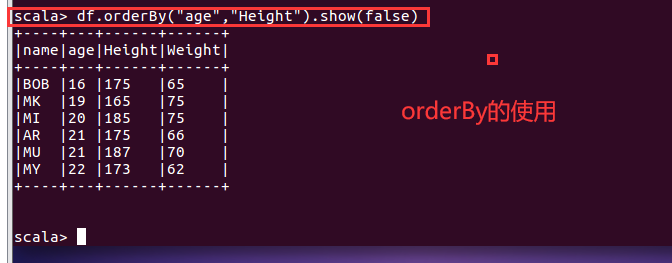 scala> df.orderBy("age","Height").show(false)
+----+---+------+------+
|name|age|Height|Weight|
+----+---+------+------+
|BOB |16 |175   |65    |
|MK  |19 |165   |75    |
|MI  |20 |185   |75    |
|AR  |21 |175   |66    |
|MU  |21 |187   |70    |
|MY  |22 |173   |62    |
+----+---+------+------+
orderBy的使用
scala>